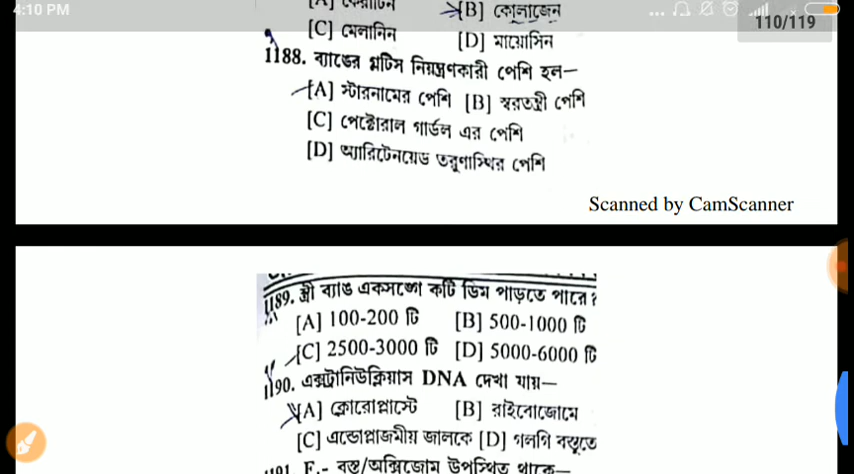 4:10 PM
110/119
[B] কোলাজেন
[C] মেলানিন [D] মায়োসিন
1188. ব্যাঙের গ্লটিস নিয়ন্ত্রণকারী পেশি হল—
[A] স্টারনামের পেশি [B] স্বরতন্ত্রী পেশি
[C] পেক্টোরাল গার্ডল এর পেশি
[D] অ্যারিটেনয়েড তরুণাস্থির পেশি
Scanned by CamScanner
1189. স্ত্রী ব্যাঙ একসঙ্গে কটি ডিম পাড়তে পারে?
[A] 100-200 টি [B] 500-1000 টি
[C] 2500-3000 টি [D] 5000-6000 টি
1190. এক্সট্রানিউক্লিয়াস DNA দেখা যায়—
[A] ক্লোরোপ্লাস্টে [B] রাইবোজোমে
[C] এন্ডোপ্লাজমীয় জালকে [D] গলগি বস্তুতে